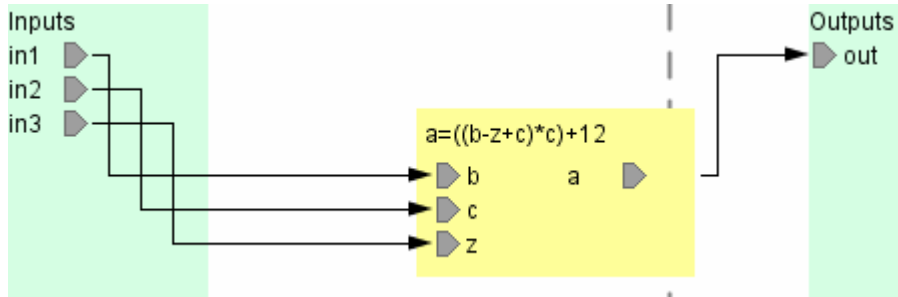 Inputs
in1
in2
in3
a=((b-z+c)*c)+12
b
a
c
z
Outputs
out